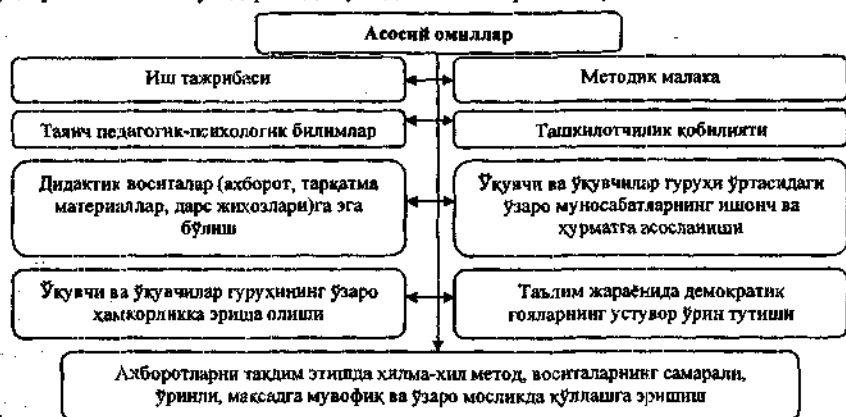 Асосий омиллар
Иш тажрибаси
Методик малака
Таянч педагогик-психологик билимлар
Ташкилотчилик қобилияти
Дидактик воситалар (ахборот, тарқатма
материаллар, дарс жиҳозлари)га эга
бўлиш
Ўқувчи ва ўқувчилар гуруҳи ўртасидаги
ўзаро муносабатларнинг ишонч ва
ҳурматга асосланиши
Ўқувчи ва ўқувчилар гуруҳининг ўзаро
ҳамкорликка эриша олиши
Таълим жараёнида демократик
ғояларнинг устувор ўрин тутиши
Ахборотларни тақдим этишда хилма-хил метод, воситаларнинг самарали,
ўринли, мақсадга мувофиқ ва ўзаро мосликда қўллашга эришиш